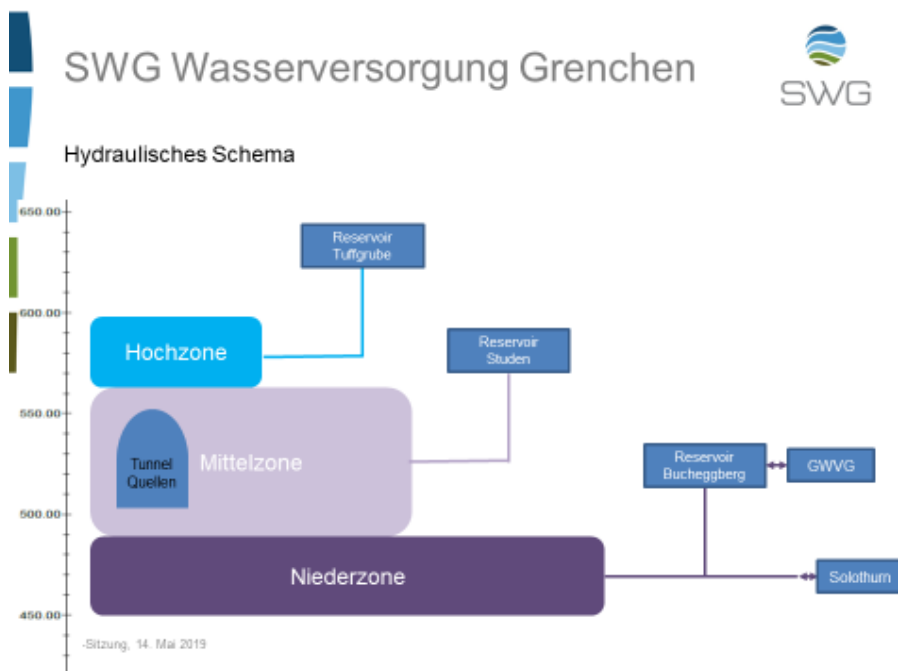 SWG Wasserversorgung Grenchen
SWG
Hydraulisches Schema
650.00
Reservoir
Tuffgrube
600.00
Hochzone
Reservoir
Studen
550.00
Tunnel
Quellen
Mittelzone
Reservoir
Bucheggberg
GWVG
500.00
Niederzone
Solothurn
450.00
-Sitzung, 14. Mai 2019